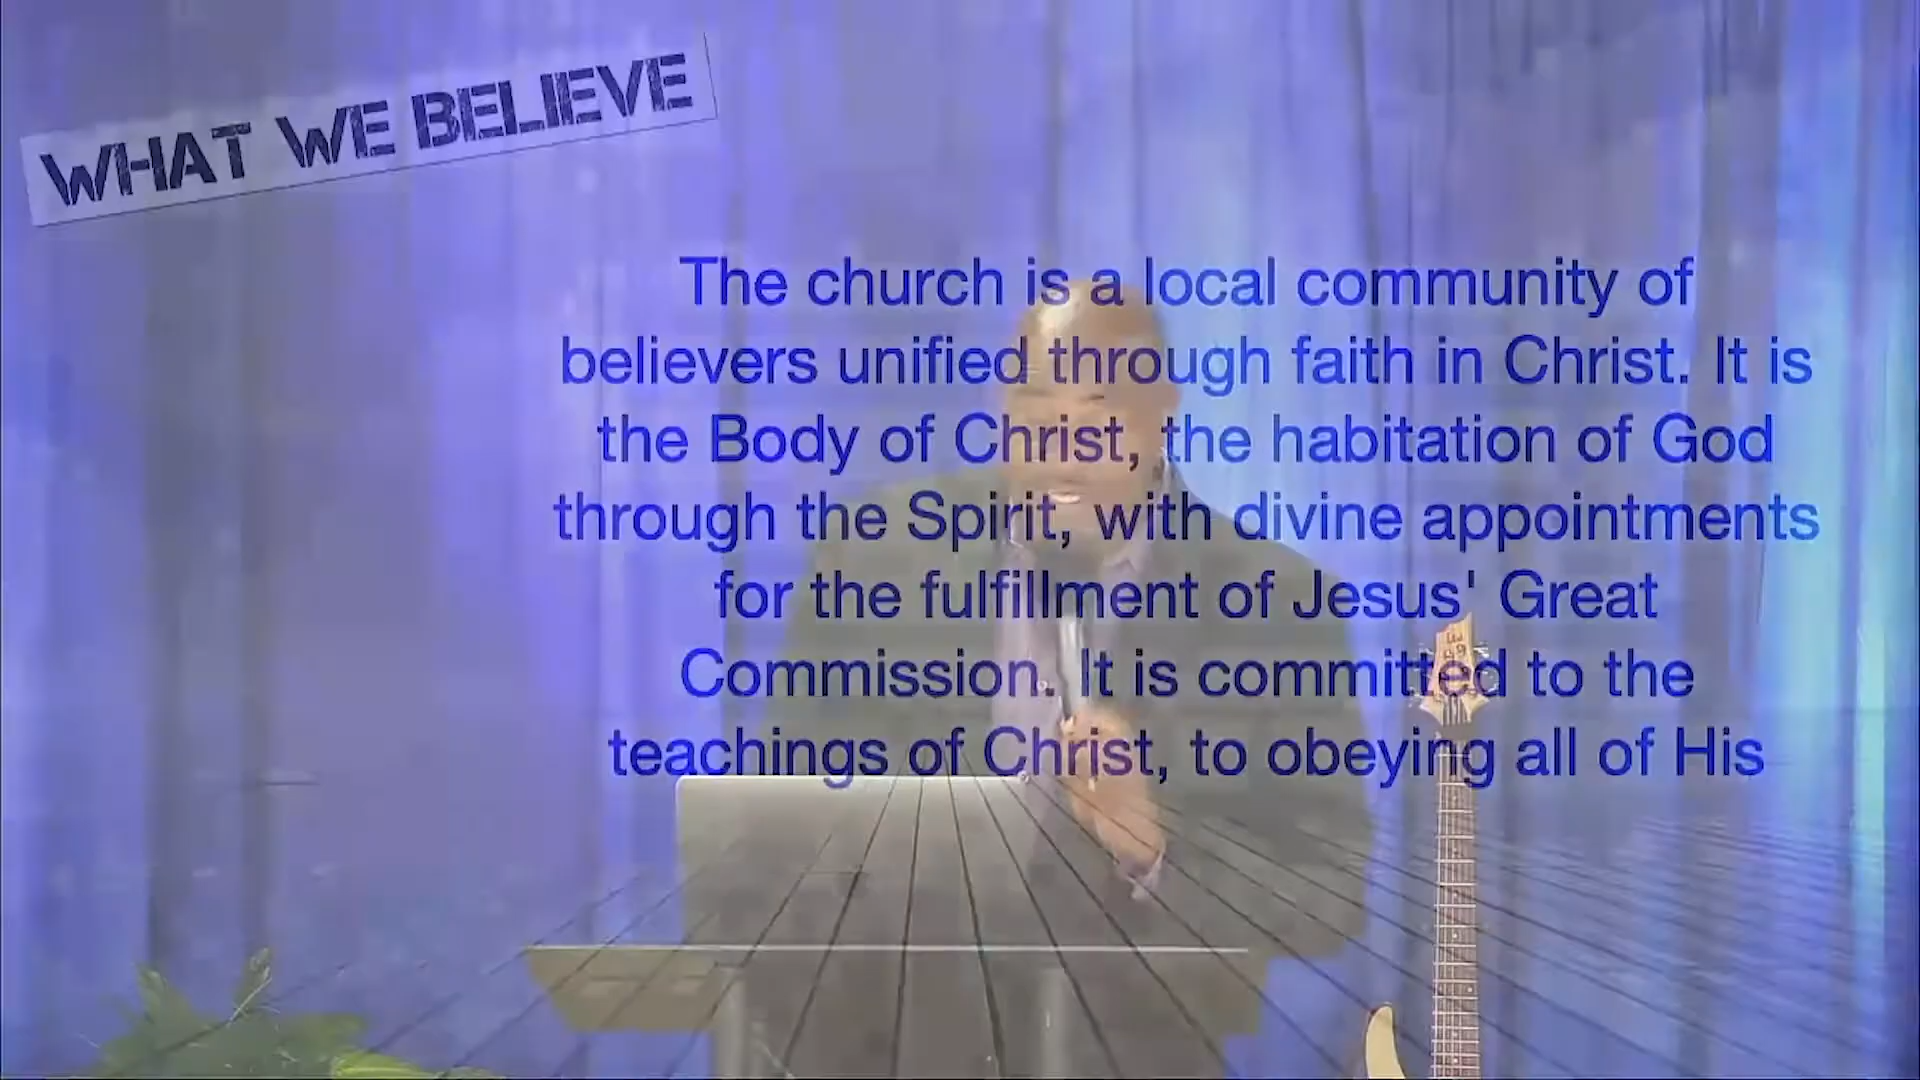 WHAT WE BELIEVE
The church is a local community of
believers unified through faith in Christ. It is
the Body of Christ, the habitation of God
through the Spirit, with divine appointments
for the fulfillment of Jesus' Great
Commission. It is committed to the
teachings of Christ, to obeying all of His